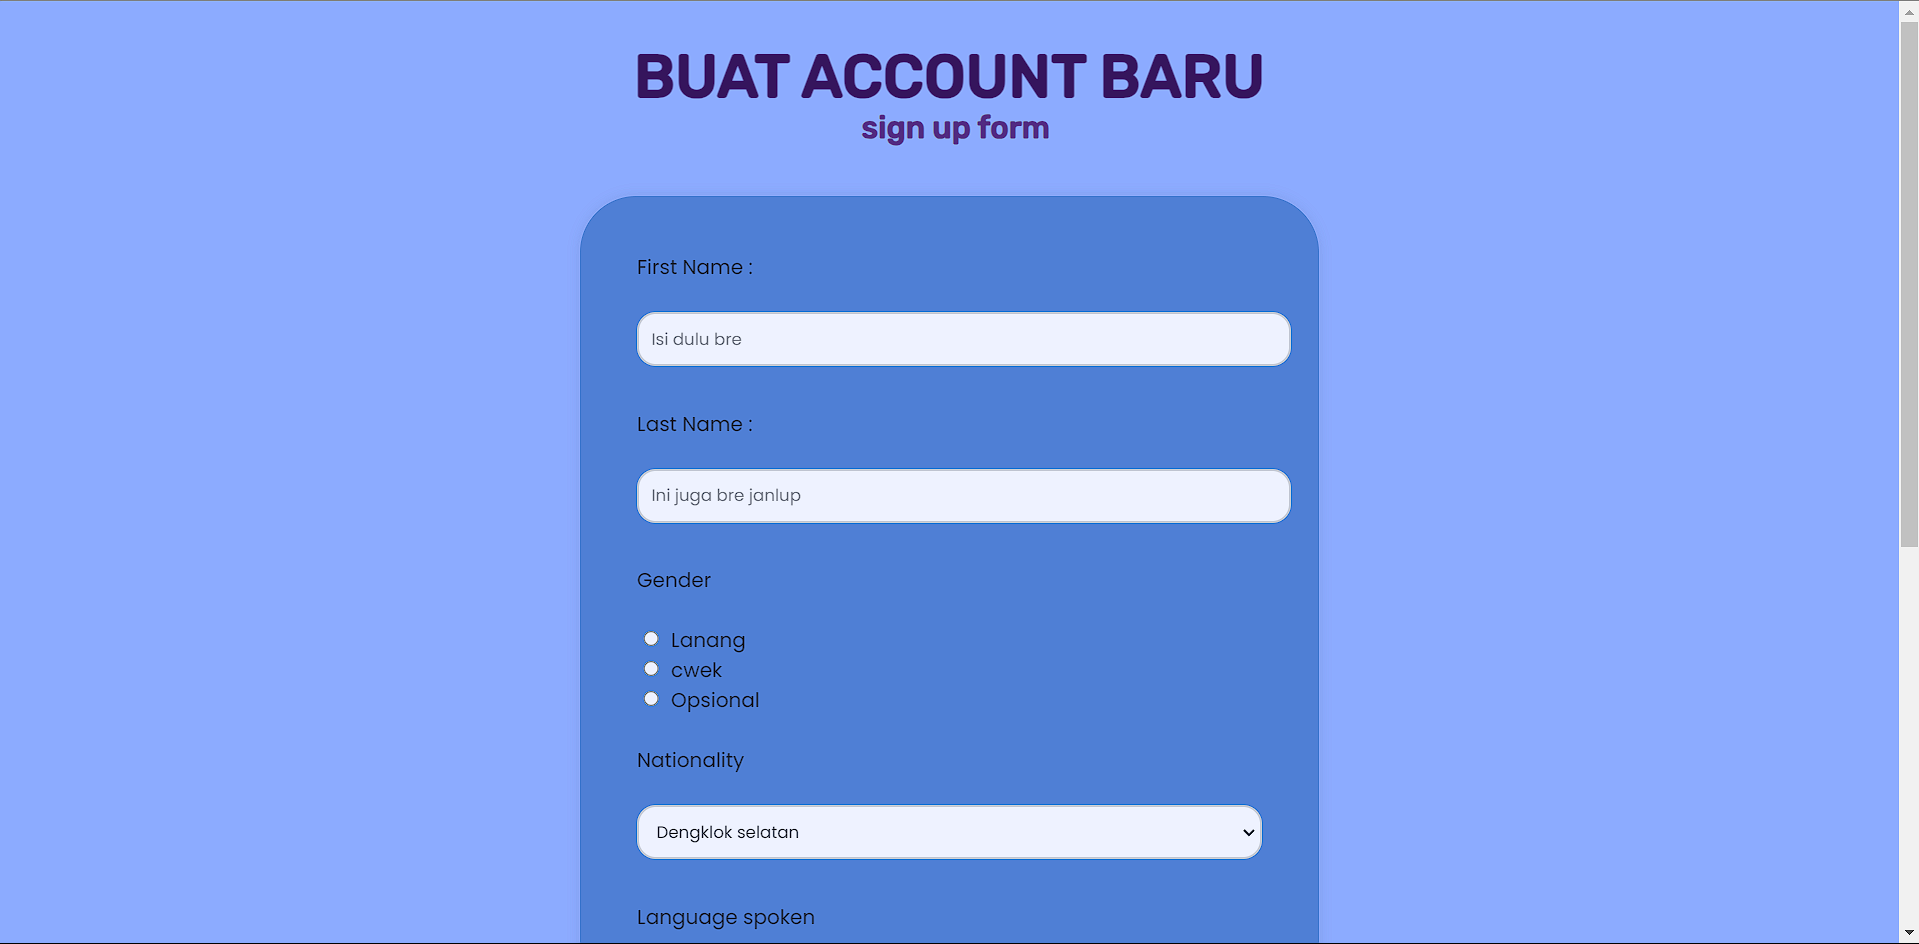 BUAT ACCOUNT BARU
sign up form
First Name :
Isi dulu bre
Last Name :
Ini juga bre janlup
Gender
Lanang
cwek
Opsional
Nationality
Dengklok selatan
Language spoken